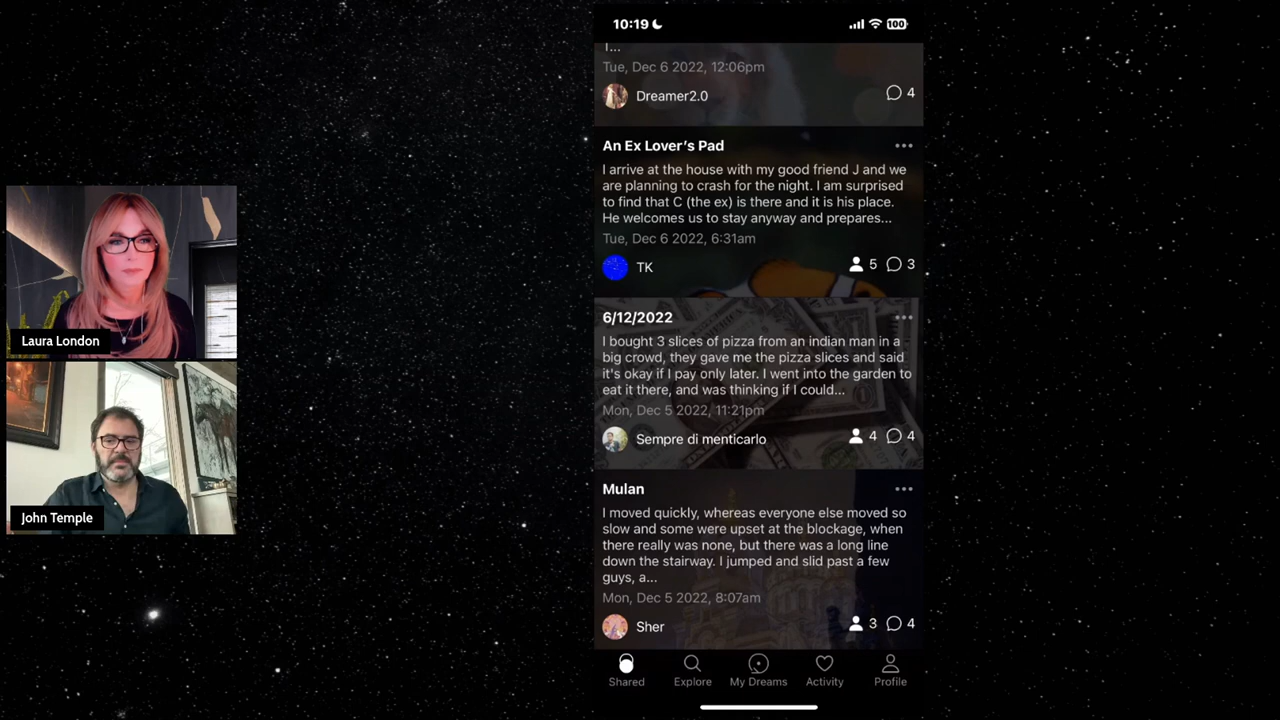 10:19
100
I...
Tue, Dec 6 2022, 12:06pm
Dreamer2.0
4
An Ex Lover's Pad
I arrive at the house with my good friend J and we
are planning to crash for the night. I am surprised
to find that C (the ex) is there and it is his place.
He welcomes us to stay anyway and prepares...
Tue, Dec 6 2022, 6:31am
TK
5 3
6/12/2022
I bought 3 slices of pizza from an indian man in a
big crowd, they gave me the pizza slices and said
it's okay if I pay only later. I went into the garden to
eat it there, and was thinking if I could...
Mon, Dec 5 2022, 11:21pm
Sempre di menticarlo
4 4
Mulan
I moved quickly, whereas everyone else moved so
slow and some were upset at the blockage, when
there really was none, but there was a long line
down the stairway. I jumped and slid past a few
guys, a...
Mon, Dec 5 2022, 8:07am
Sher
3 4
Shared Explore My Dreams Activity Profile
Laura London
John Temple